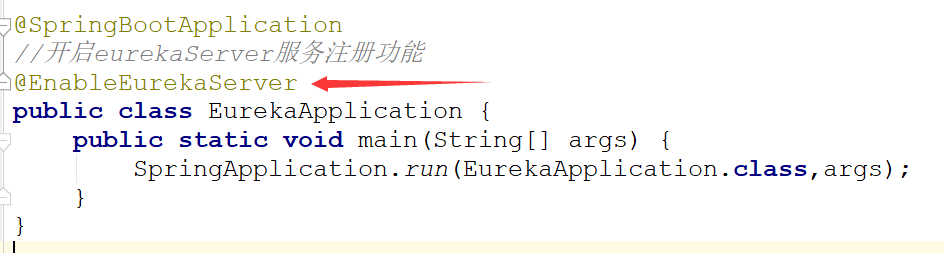 @SpringBootApplication
//开启eurekaServer服务注册功能
@EnableEurekaServer
public class EurekaApplication {
    public static void main(String[] args) {
        SpringApplication.run(EurekaApplication.class,args);
    }
}